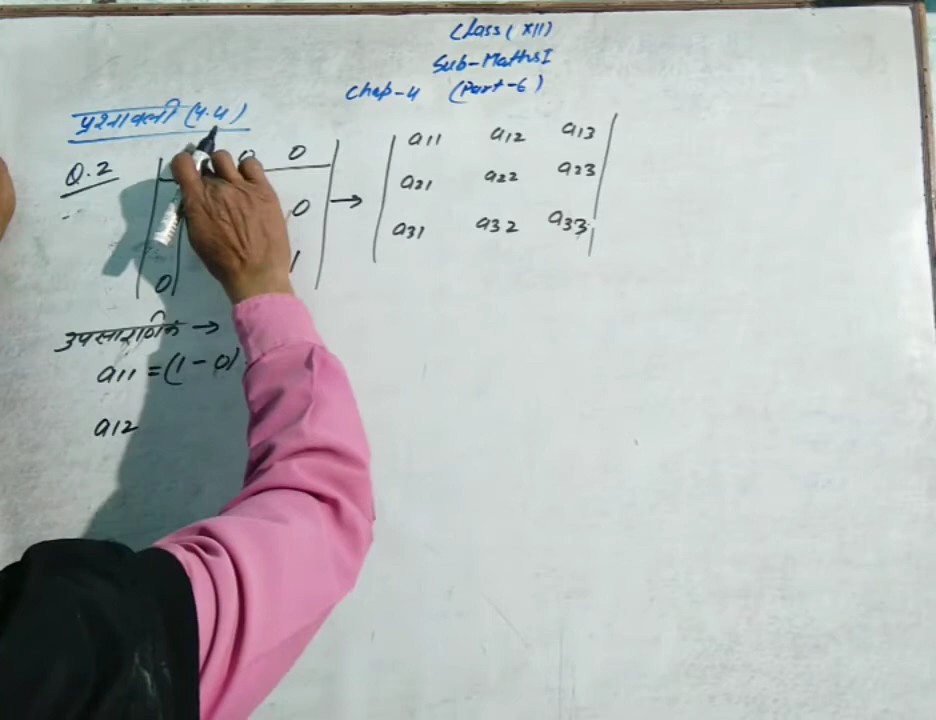 Class (XII)
Sub-Maths I
Chap-4 (Part-6)
प्रश्नावली (4.4)
Q.2
0 0
0
0 1
→
a11 a12 a13
a21 a22 a23
a31 a32 a33
उपसारणिक →
a11 = (1-0)
a12